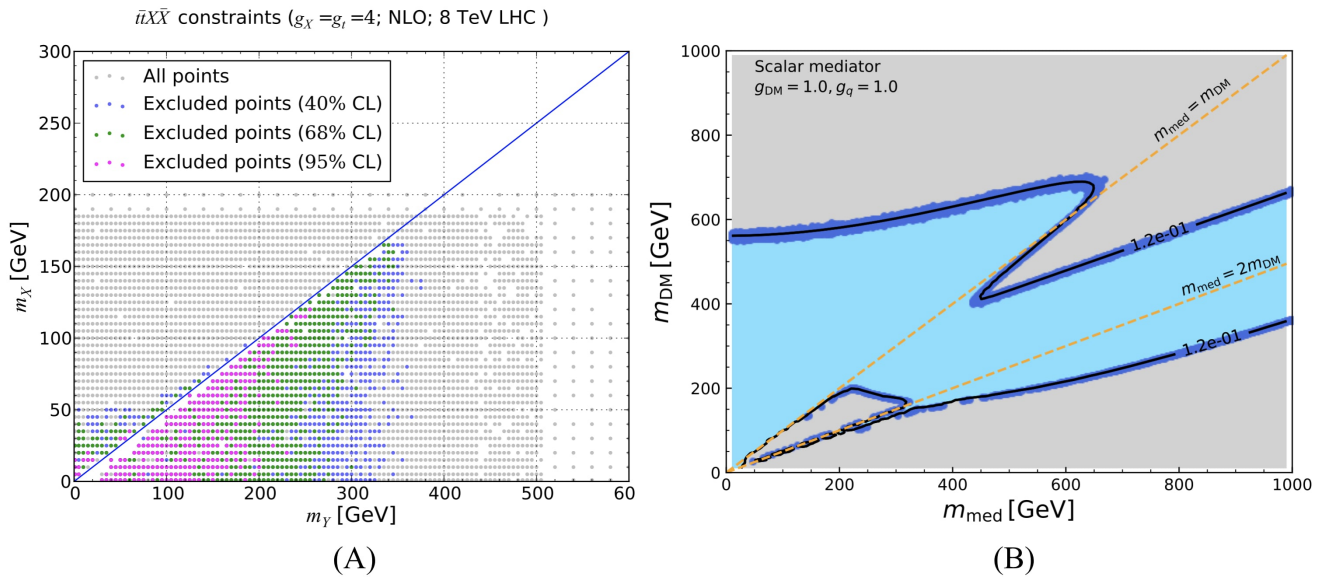 t̄tXX̄ constraints (g_X=g_t=4; NLO; 8 TeV LHC )
300
250
200
150
100
50
0
m_X [GeV]
All points
Excluded points (40% CL)
Excluded points (68% CL)
Excluded points (95% CL)
0 100 200 300 400 500 60
m_Y [GeV]
(A)
1000
800
600
400
200
0
m_DM [GeV]
Scalar mediator
g_DM = 1.0, g_q = 1.0
m_med = m_DM
1.2e-01
m_med = 2m_DM
1.2e-01
0 200 400 600 800 1000
m_med [GeV]
(B)